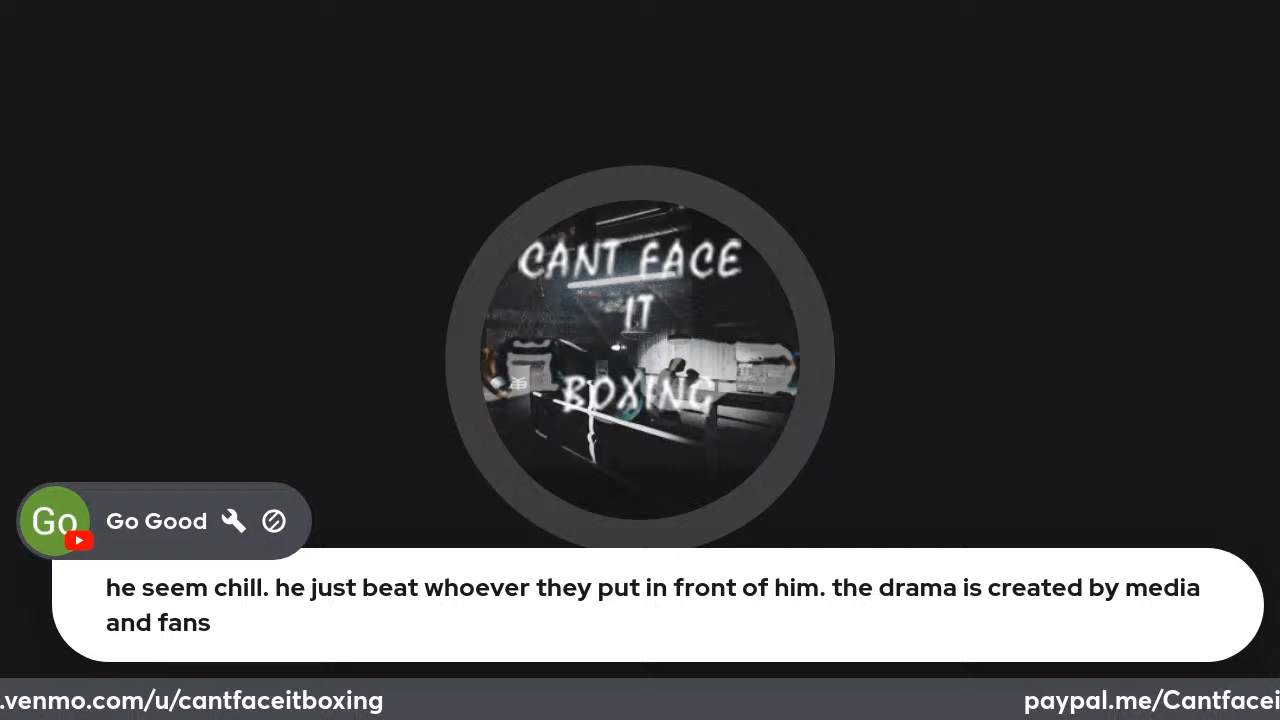 CANT FACE
IT
BOXING
Go
Go Good
he seem chill. he just beat whoever they put in front of him. the drama is created by media
and fans
.venmo.com/u/cantfaceitboxing
paypal.me/Cantfacei